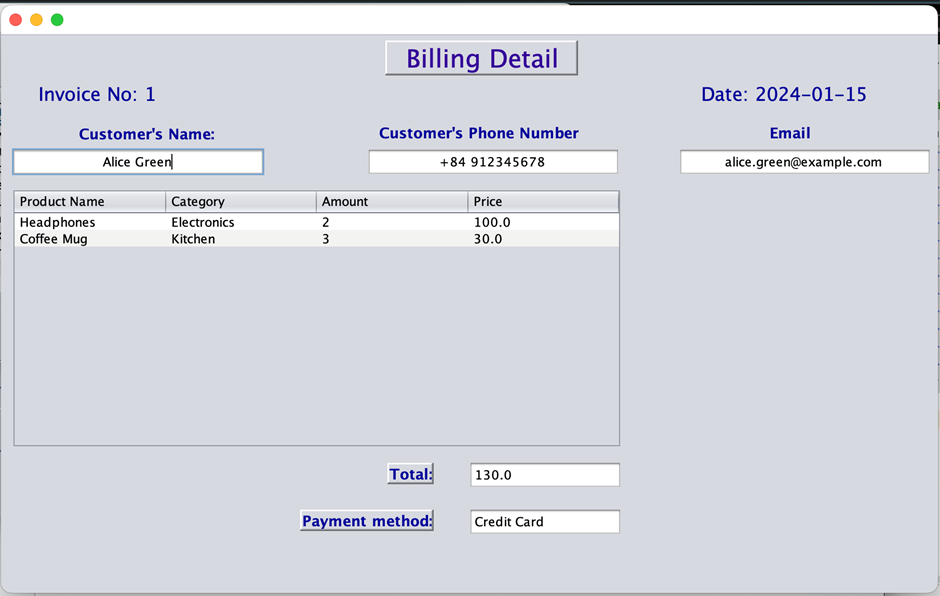 Billing Detail
Invoice No: 1 Date: 2024-01-15
Customer's Name: Customer's Phone Number Email
Alice Green +84 912345678 alice.green@example.com
Product Name Category Amount Price
Headphones Electronics 2 100.0
Coffee Mug Kitchen 3 30.0
Total: 130.0
Payment method: Credit Card